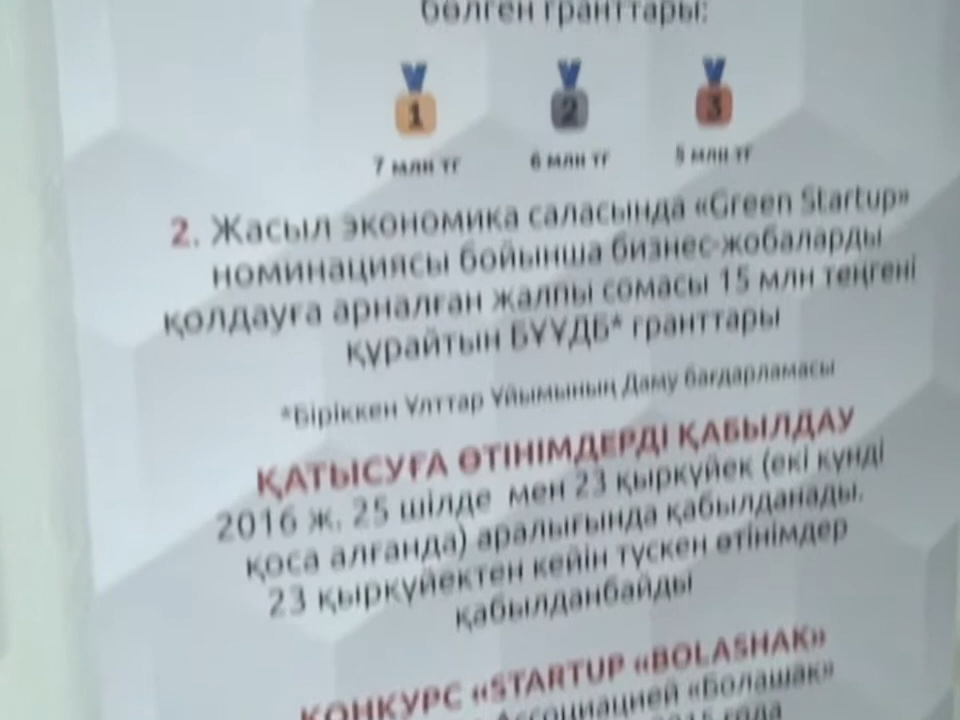 бөлген гранттары:
1 2 3
7 млн тг 6 млн тг 5 млн тг
2. Жасыл экономика саласында «Green Startup»
номинациясы бойынша бизнес-жобаларды
қолдауға арналған жалпы сомасы 15 млн теңгені
құрайтын БҰҰДБ* гранттары
*Біріккен Ұлттар Ұйымының Даму бағдарламасы
ҚАТЫСУҒА ӨТІНІМДЕРДІ ҚАБЫЛДАУ
2016 ж. 25 шілде мен 23 қыркүйек (екі күнді
қоса алғанда) аралығында қабылданады.
23 қыркүйектен кейін түскен өтінімдер
қабылданбайды
КОНКУРС «STARTUP «BOLASHAK»
Ассоциацией «Болашак»
2015 года